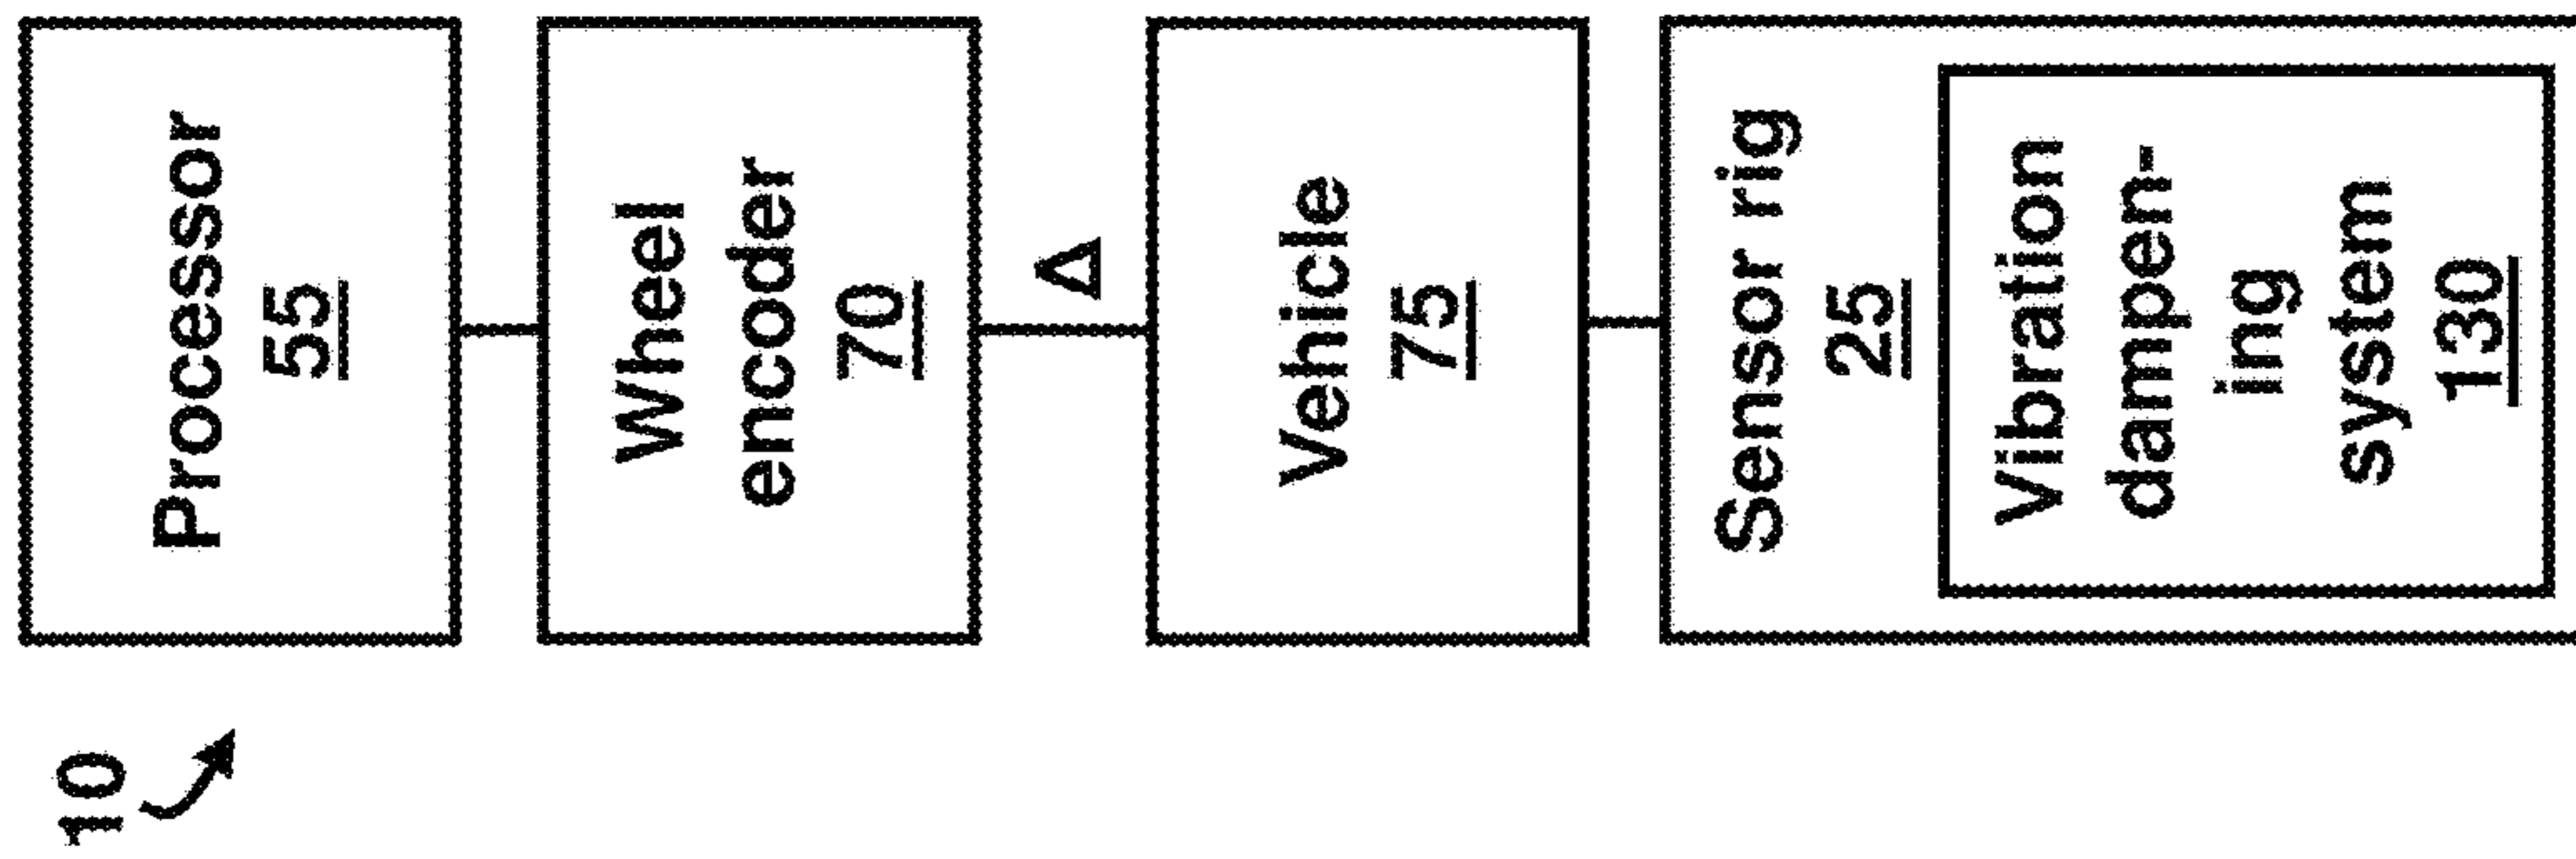 10
Processor
55
Wheel
encoder
70
Δ
Vehicle
75
Sensor rig
25
Vibration
dampen-
ing
system
130